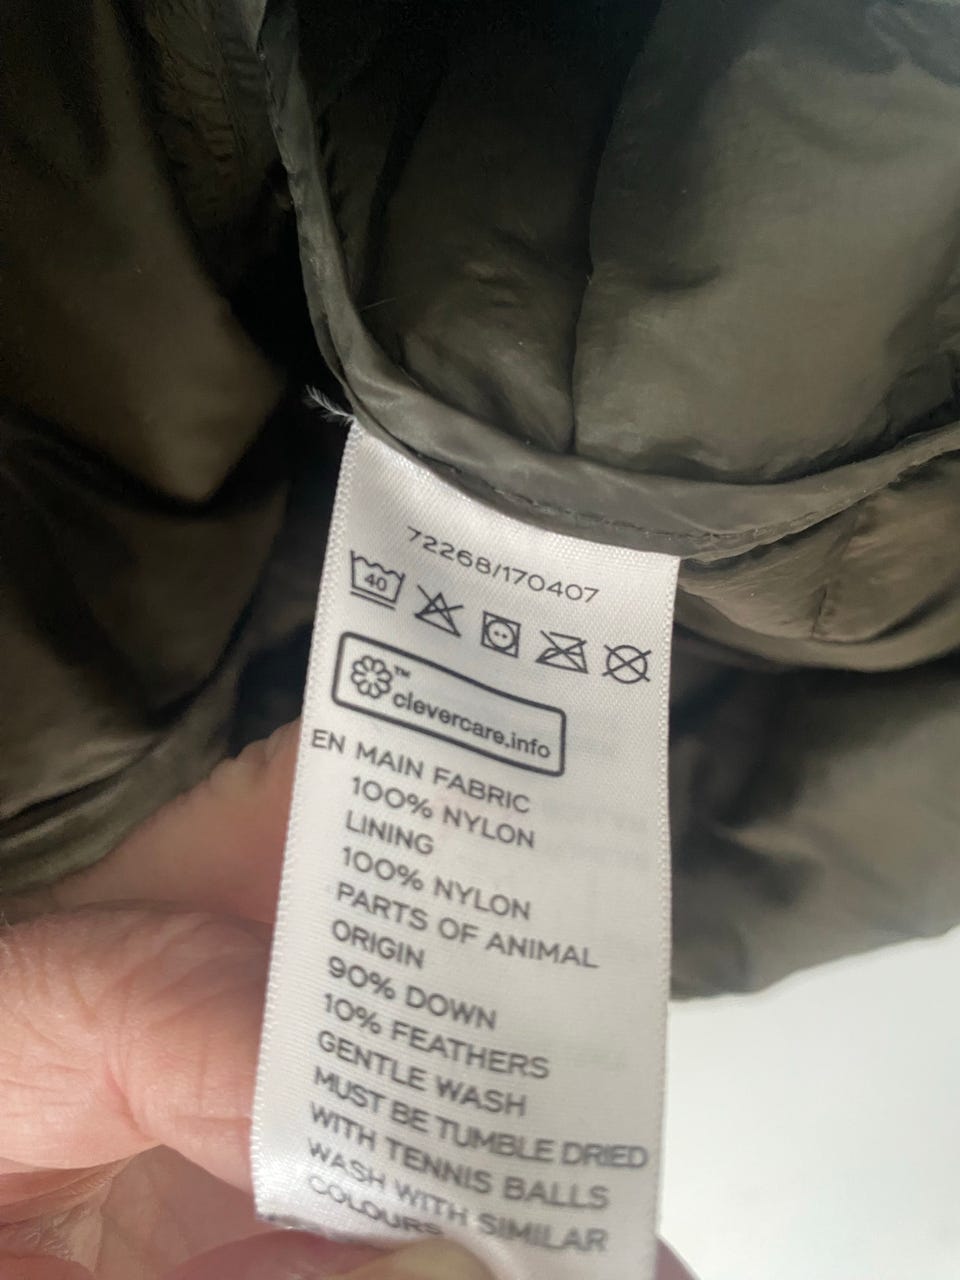 72268/170407
40
™
clevercare.info
EN MAIN FABRIC
100% NYLON
LINING
100% NYLON
PARTS OF ANIMAL
ORIGIN
90% DOWN
10% FEATHERS
GENTLE WASH
MUST BE TUMBLE DRIED
WITH TENNIS BALLS
WASH WITH SIMILAR
COLOURS